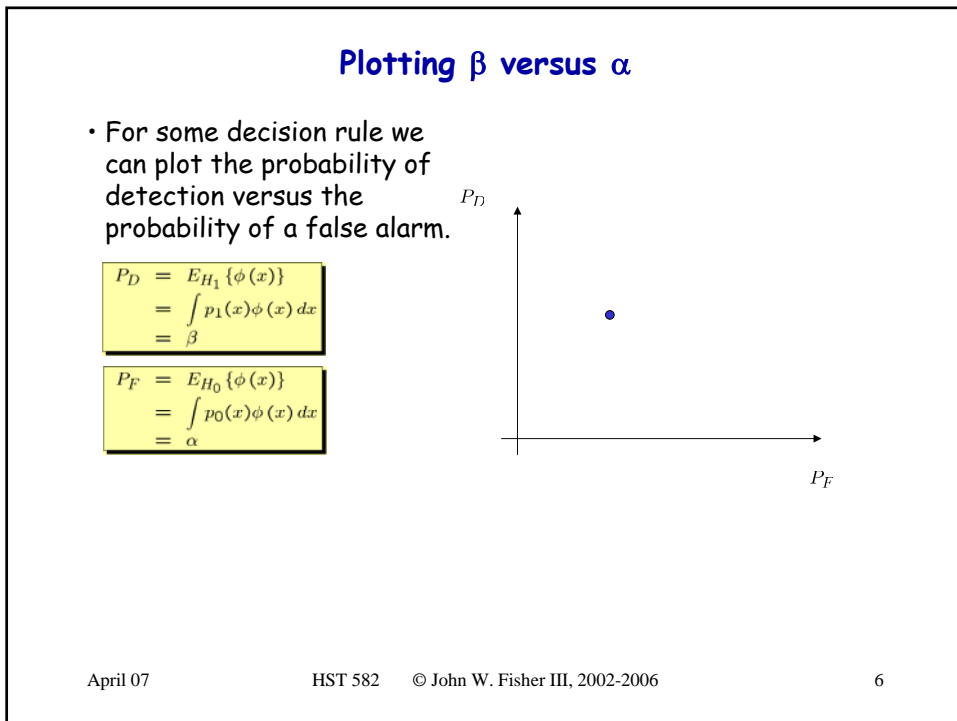 Plotting β versus α
• For some decision rule we
can plot the probability of
detection versus the
probability of a false alarm.
P_D = E_{H_1} {φ(x)}
= ∫ p_1(x)φ(x) dx
= β
P_F = E_{H_0} {φ(x)}
= ∫ p_0(x)φ(x) dx
= α
P_D
P_F
April 07 HST 582 © John W. Fisher III, 2002-2006 6